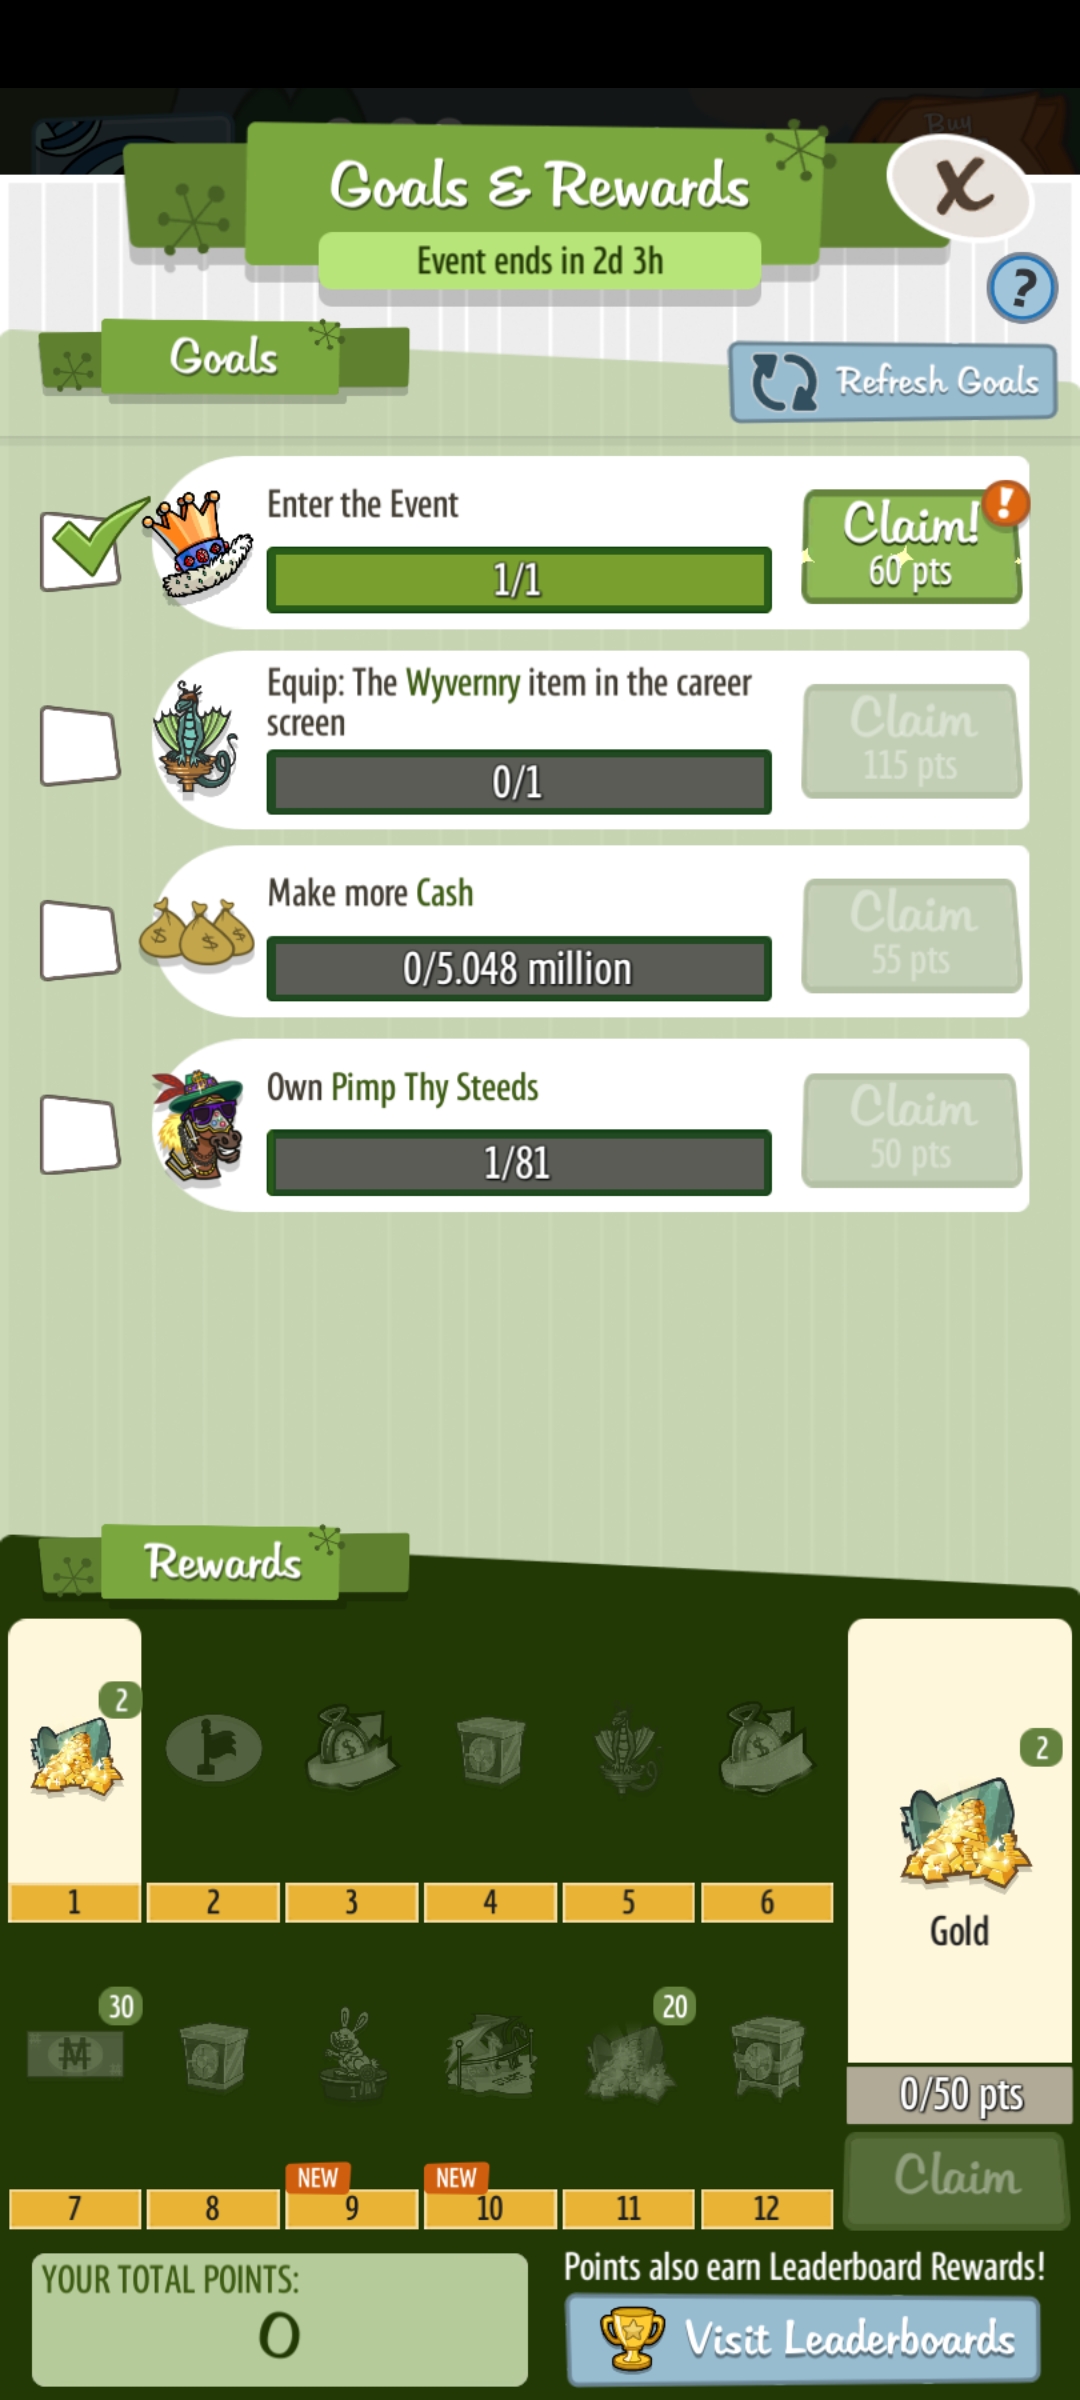 Buy
Goals & Rewards
X
Event ends in 2d 3h
?
Goals
Refresh Goals
Enter the Event
1/1
Claim!
!
60 pts
Equip: The Wyvernry item in the career
screen
0/1
Claim
115 pts
Make more Cash
0/5.048 million
Claim
55 pts
Own Pimp Thy Steeds
1/81
Claim
50 pts
Rewards
2
1
2
3
4
5
6
2
Gold
0/50 pts
Claim
30
20
NEW
NEW
7
8
9
10
11
12
YOUR TOTAL POINTS:
0
Points also earn Leaderboard Rewards!
Visit Leaderboards